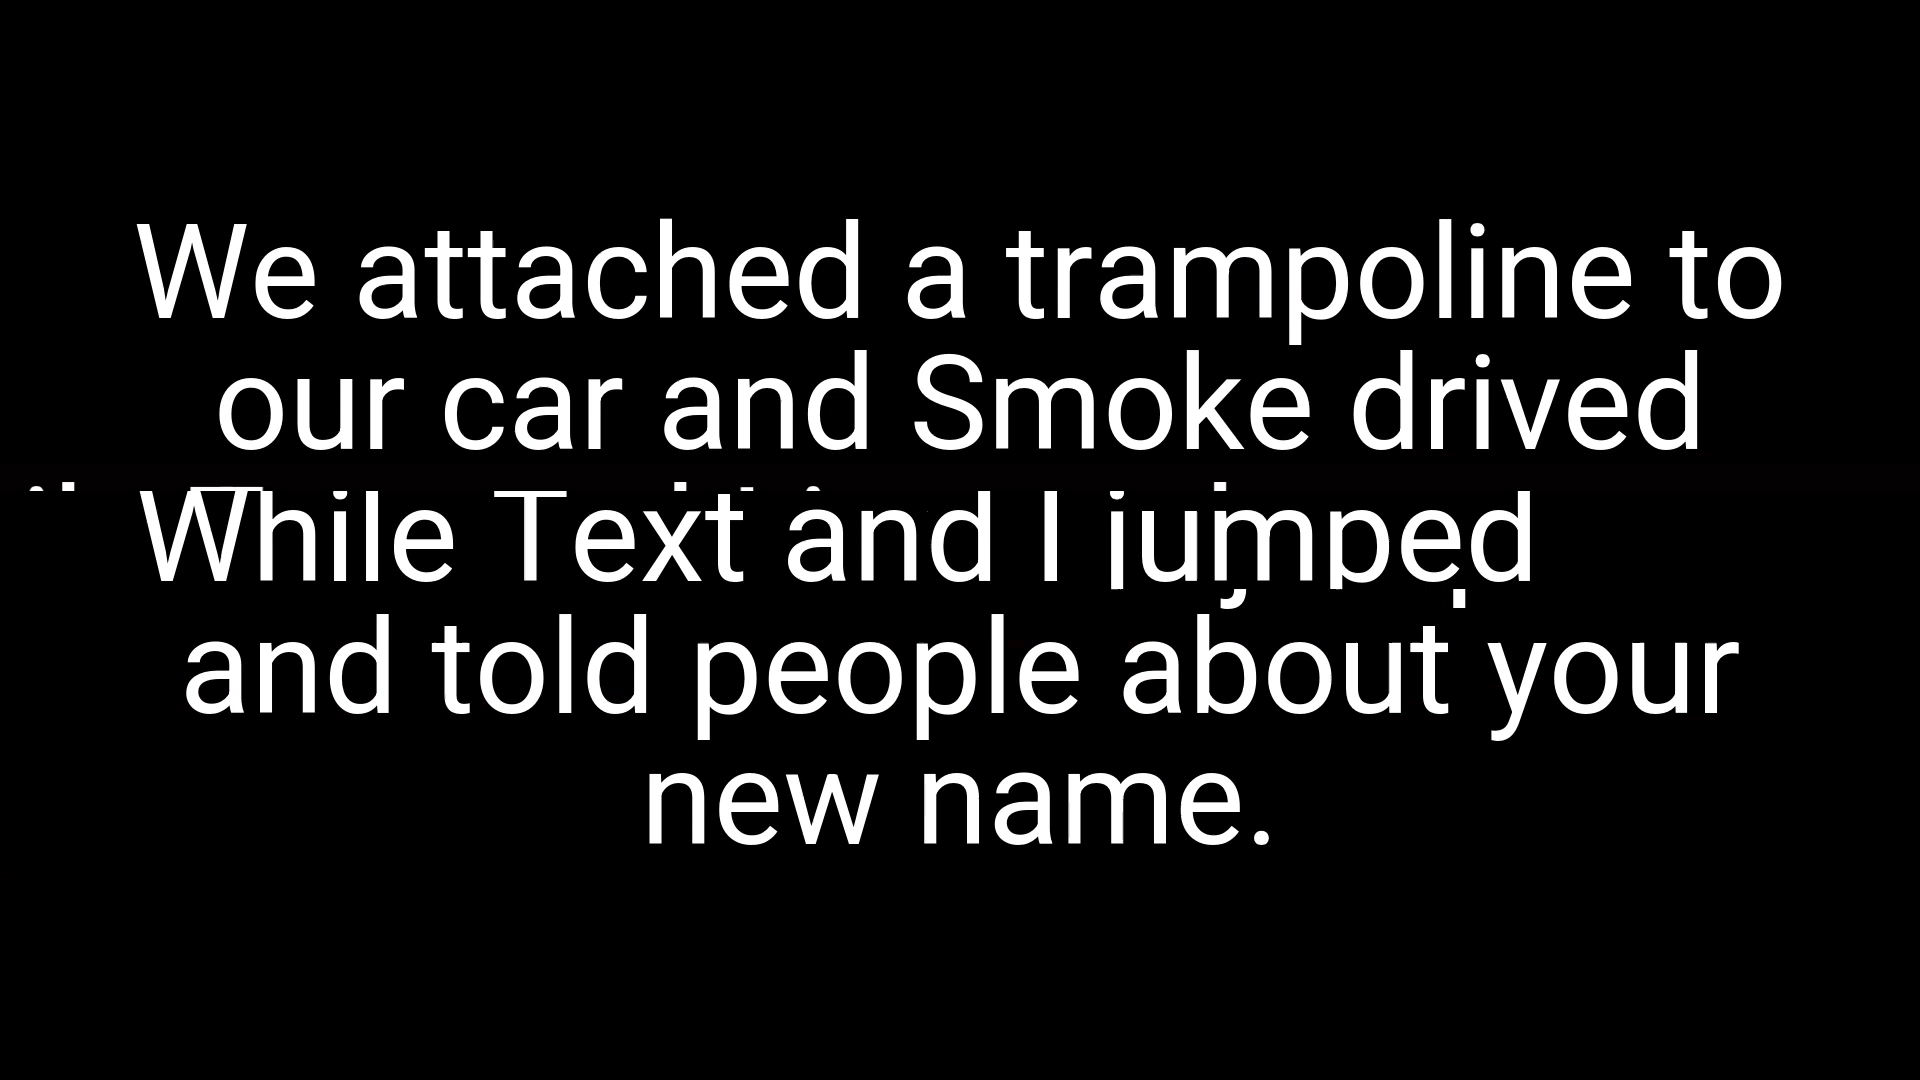 We attached a trampoline to
our car and Smoke drived
While Text and I jumped
and told people about your
new name.